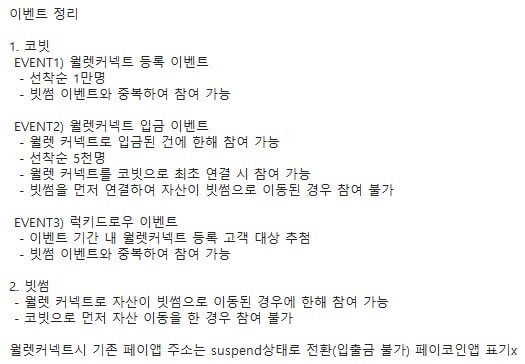 이벤트 정리
1. 코빗
EVENT1) 월렛커넥트 등록 이벤트
- 선착순 1만명
- 빗썸 이벤트와 중복하여 참여 가능
EVENT2) 월렛커넥트 입금 이벤트
- 월렛 커넥트로 입금된 건에 한해 참여 가능
- 선착순 5천명
- 월렛 커넥트를 코빗으로 최초 연결 시 참여 가능
- 빗썸을 먼저 연결하여 자산이 빗썸으로 이동된 경우 참여 불가
EVENT3) 럭키드로우 이벤트
- 이벤트 기간 내 월렛커넥트 등록 고객 대상 추첨
- 빗썸 이벤트와 중복하여 참여 가능
2. 빗썸
- 월렛 커넥트로 자산이 빗썸으로 이동된 경우에 한해 참여 가능
- 코빗으로 먼저 자산 이동을 한 경우 참여 불가
월렛커넥트시 기존 페이앱 주소는 suspend상태로 전환(입출금 불가) 페이코인앱 표기x